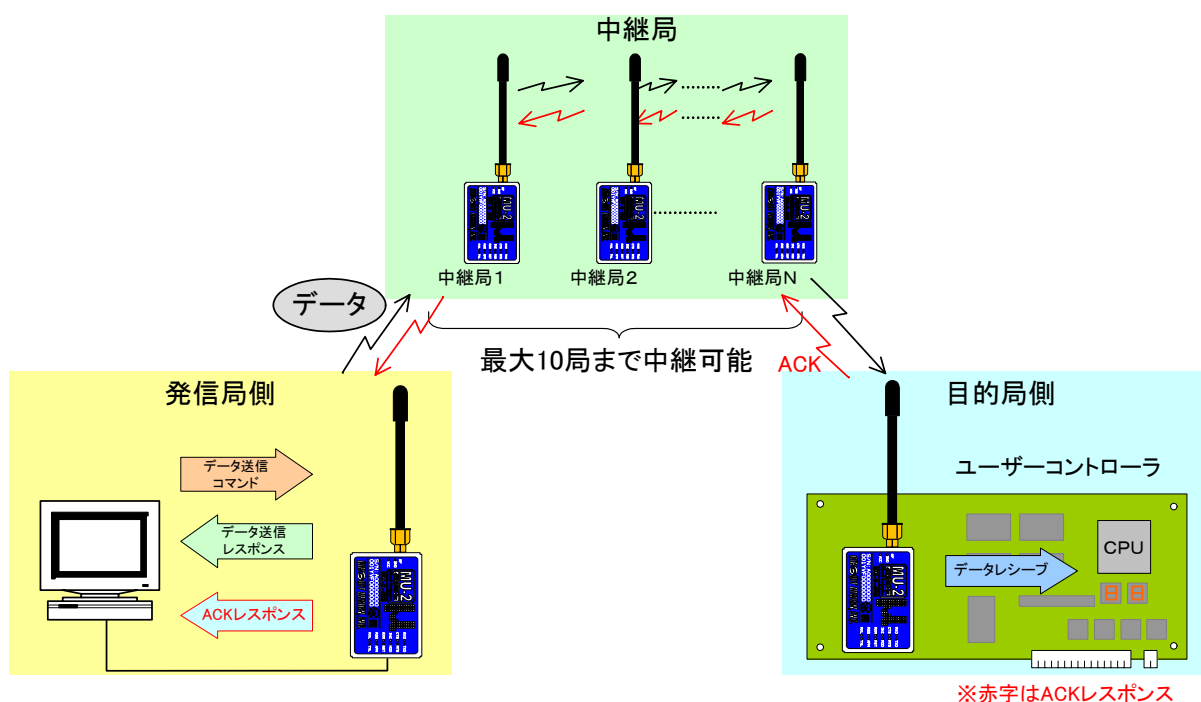 中継局
中継局1
中継局2
中継局N
データ
最大10局まで中継可能
ACK
発信局側
データ送信
コマンド
データ送信
レスポンス
ACKレスポンス
MU-2
目的局側
ユーザーコントローラ
CPU
データレシーブ
MU-2
※赤字はACKレスポンス